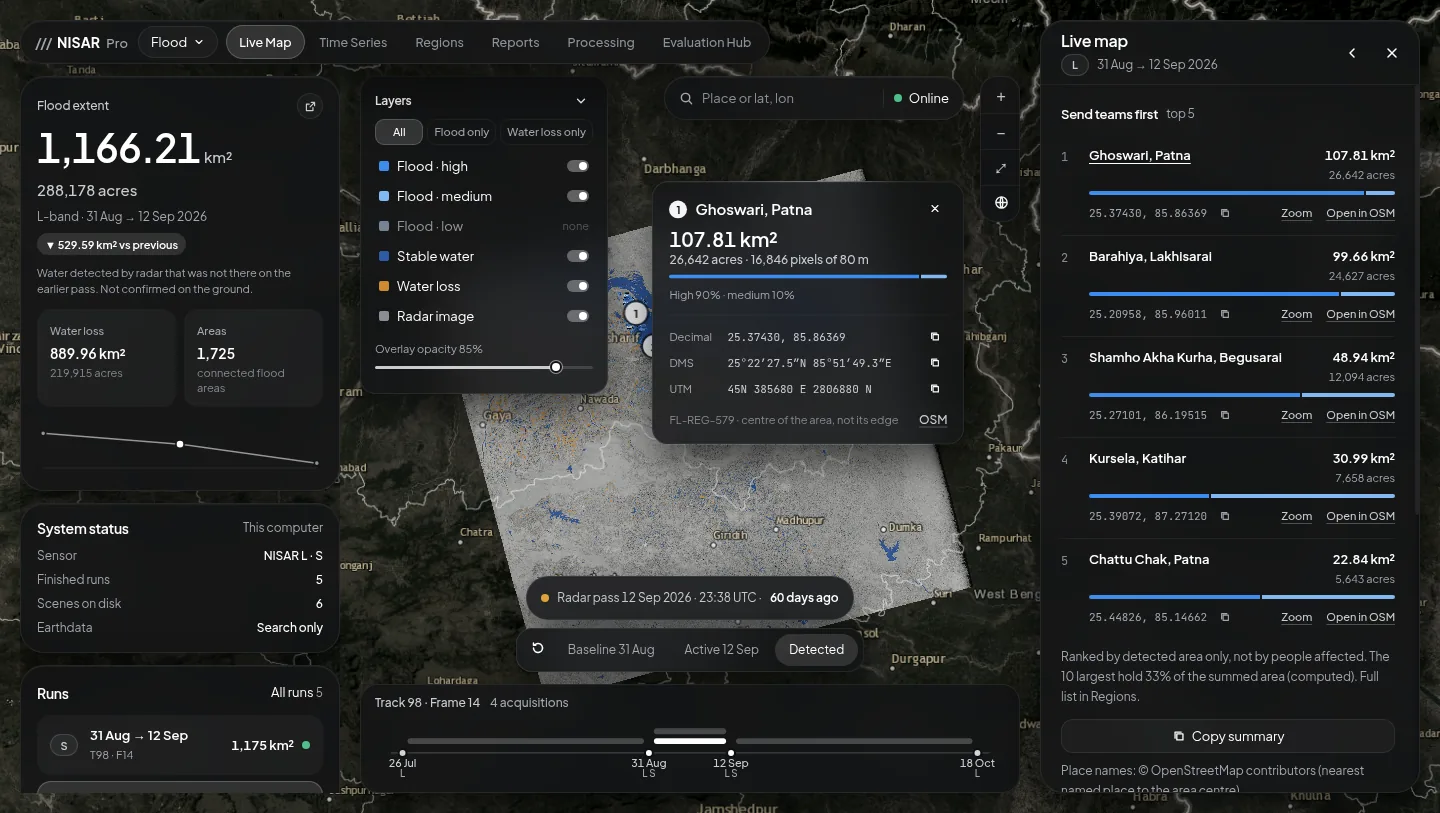 /// NISAR Pro
Flood
Live Map
Time Series
Regions
Reports
Processing
Evaluation Hub
Flood extent
1,166.21 km²
288,178 acres
L-band · 31 Aug → 12 Sep 2026
▼ 529.59 km² vs previous
Water detected by radar that was not there on the
earlier pass. Not confirmed on the ground.
Water loss
889.96 km²
219,915 acres
Areas
1,725
connected flood
areas
System status
This computer
Sensor
NISAR L · S
Finished runs
5
Scenes on disk
6
Earthdata
Search only
Runs
All runs 5
S
31 Aug → 12 Sep
T98 · F14
1,175 km²
Layers
All
Flood only
Water loss only
Flood · high
Flood · medium
Flood · low
none
Stable water
Water loss
Radar image
Overlay opacity 85%
Place or lat, lon
Online
+
−
1
Ghoswari, Patna
107.81 km²
26,642 acres · 16,846 pixels of 80 m
High 90% · medium 10%
Decimal
25.37430, 85.86369
DMS
25°22′27.5″N 85°51′49.3″E
UTM
45N 385680 E 2806880 N
FL-REG-579 · centre of the area, not its edge
OSM
1
Tanda
Dharan
Darbhanga
Nawada
Gaya
Chatra
Giridih
Madhupur
Dumka
Rampurhat
Suri
West Beng
Durgapur
Lohardaga
Jamshedpur
Pakaur
Radar pass 12 Sep 2026 · 23:38 UTC · 60 days ago
Baseline 31 Aug
Active 12 Sep
Detected
Track 98 · Frame 14
4 acquisitions
26 Jul
L
31 Aug
L S
12 Sep
L S
18 Oct
L
Live map
L
31 Aug → 12 Sep 2026
Send teams first
top 5
1
Ghoswari, Patna
107.81 km²
26,642 acres
25.37430, 85.86369
Zoom
Open in OSM
2
Barahiya, Lakhisarai
99.66 km²
24,627 acres
25.20958, 85.96011
Zoom
Open in OSM
3
Shamho Akha Kurha, Begusarai
48.94 km²
12,094 acres
25.27101, 86.19515
Zoom
Open in OSM
4
Kursela, Katihar
30.99 km²
7,658 acres
25.39072, 87.27120
Zoom
Open in OSM
5
Chattu Chak, Patna
22.84 km²
5,643 acres
25.44826, 85.14662
Zoom
Open in OSM
Ranked by detected area only, not by people affected. The
10 largest hold 33% of the summed area (computed). Full
list in Regions.
Copy summary
Place names: © OpenStreetMap contributors (nearest
named place to the area centre)